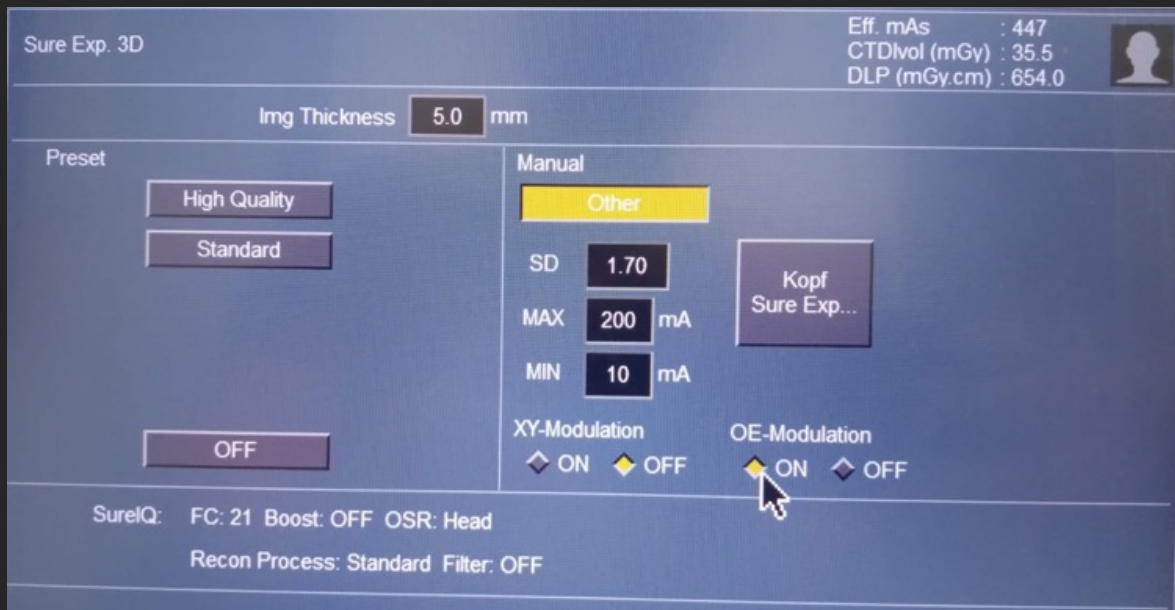 Sure Exp. 3D
Eff. mAs : 447
CTDIvol (mGy) : 35.5
DLP (mGy.cm) : 654.0
Img Thickness 5.0 mm
Preset
High Quality
Standard
OFF
Manual
Other
SD 1.70
MAX 200 mA
MIN 10 mA
Kopf
Sure Exp...
XY-Modulation
ON OFF
OE-Modulation
ON OFF
SureIQ: FC: 21 Boost: OFF OSR: Head
Recon Process: Standard Filter: OFF